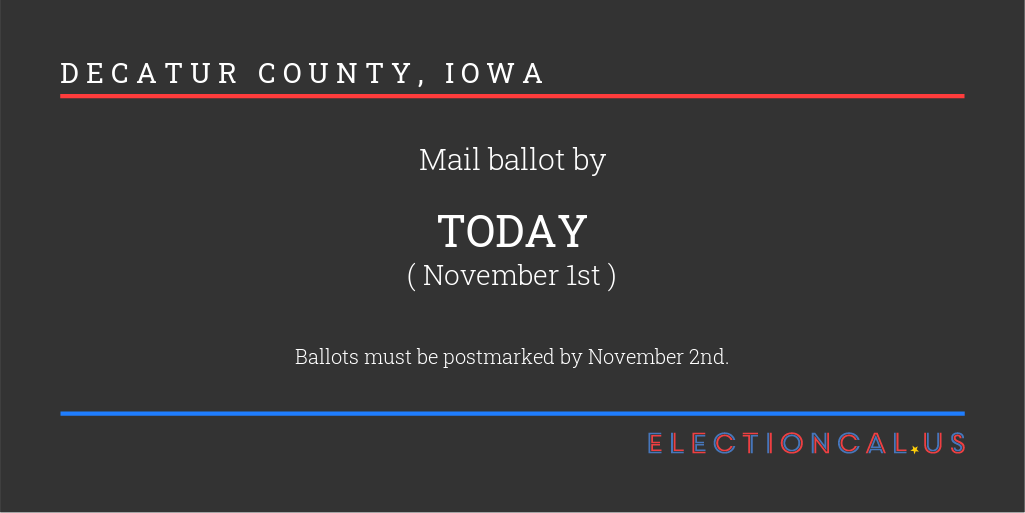 DECATUR COUNTY, IOWA
Mail ballot by
TODAY
( November 1st )
Ballots must be postmarked by November 2nd.
ELECTIONCAL.US